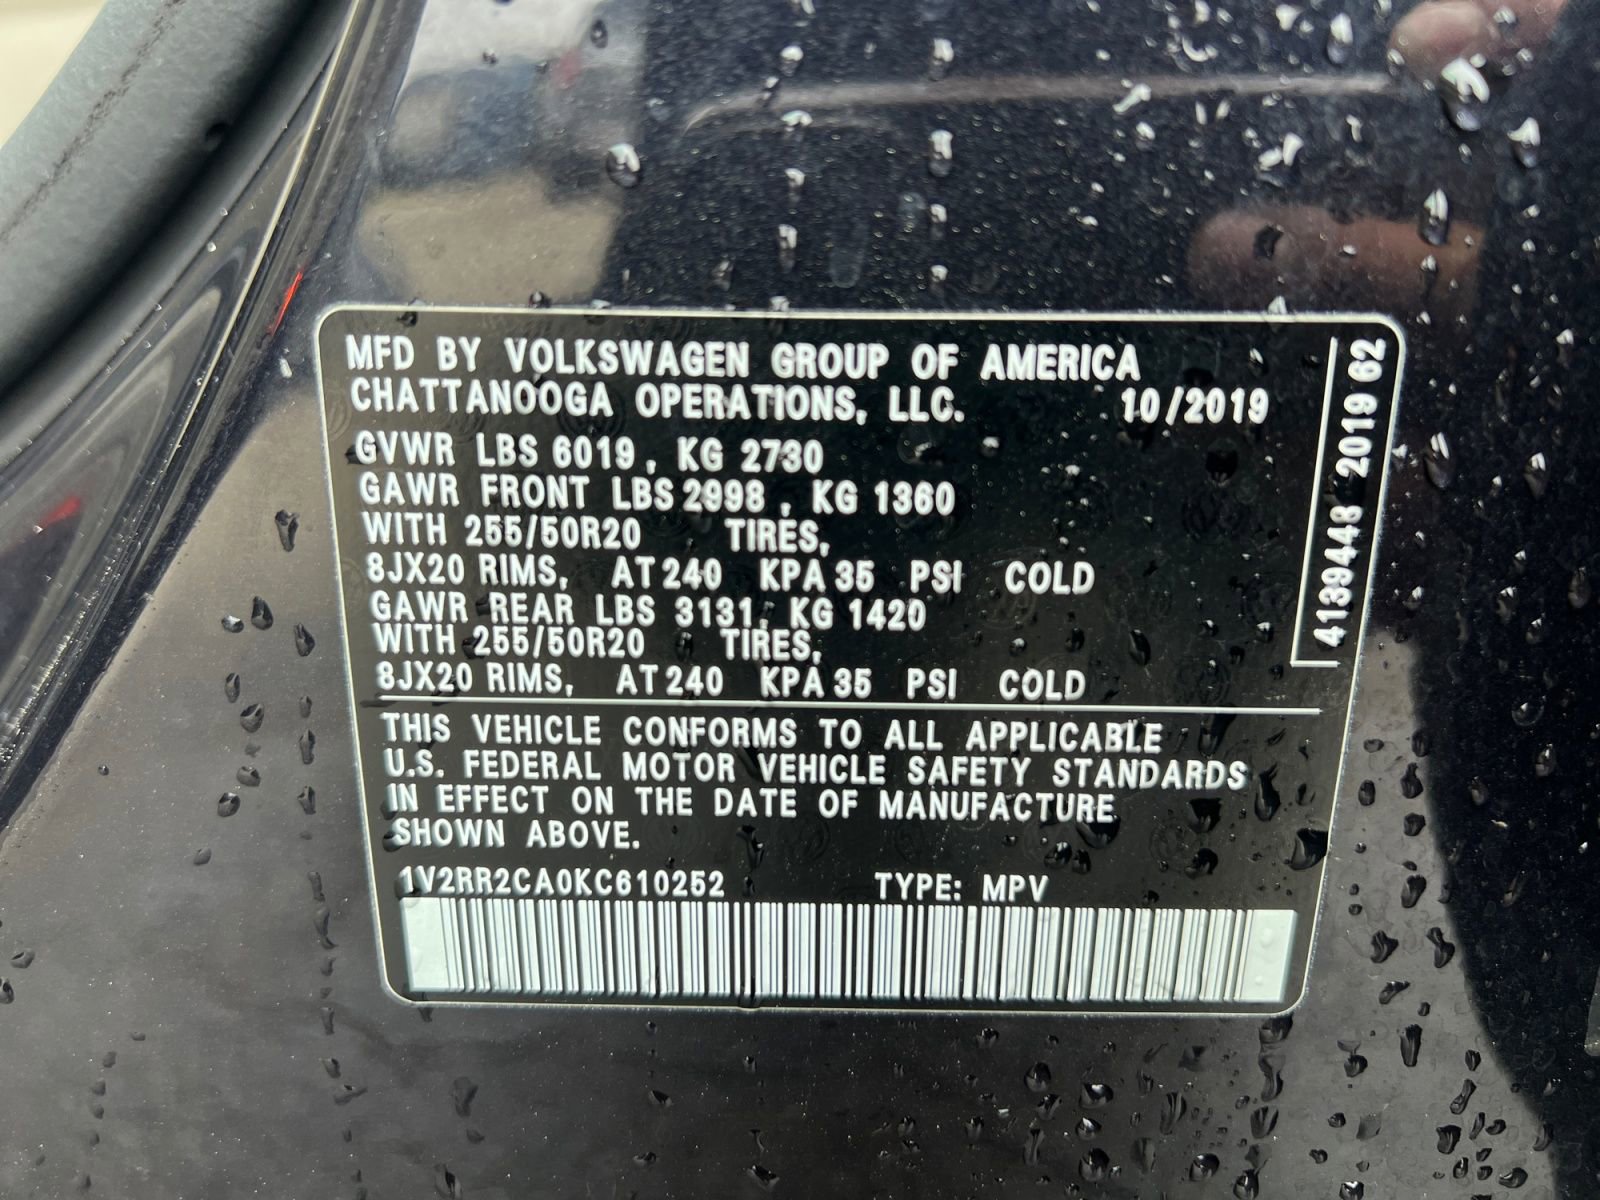 MFD BY VOLKSWAGEN GROUP OF AMERICA
CHATTANOOGA OPERATIONS, LLC. 10/2019
GVWR LBS 6019, KG 2730
GAWR FRONT LBS 2998, KG 1360
WITH 255/50R20 TIRES,
8JX20 RIMS, AT 240 KPA 35 PSI COLD
GAWR REAR LBS 3131, KG 1420
WITH 255/50R20 TIRES,
8JX20 RIMS, AT 240 KPA 35 PSI COLD
THIS VEHICLE CONFORMS TO ALL APPLICABLE
U.S. FEDERAL MOTOR VEHICLE SAFETY STANDARDS
IN EFFECT ON THE DATE OF MANUFACTURE
SHOWN ABOVE.
1V2RR2CA0KC610252 TYPE: MPV
4139448 2019 62